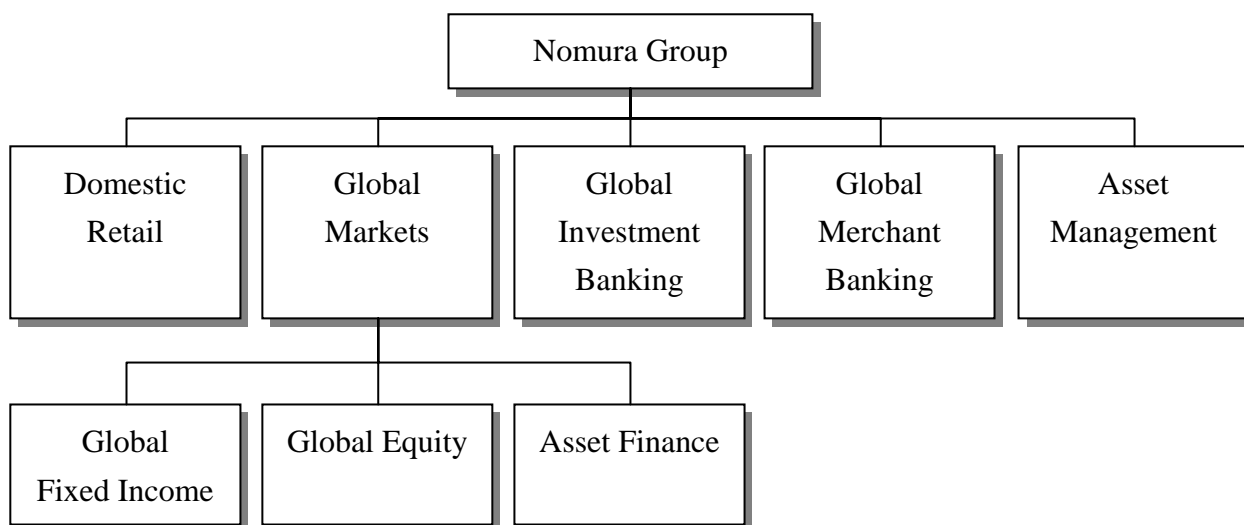 Nomura Group
Domestic
Retail
Global
Markets
Global
Investment
Banking
Global
Merchant
Banking
Asset
Management
Global
Fixed Income
Global Equity
Asset Finance